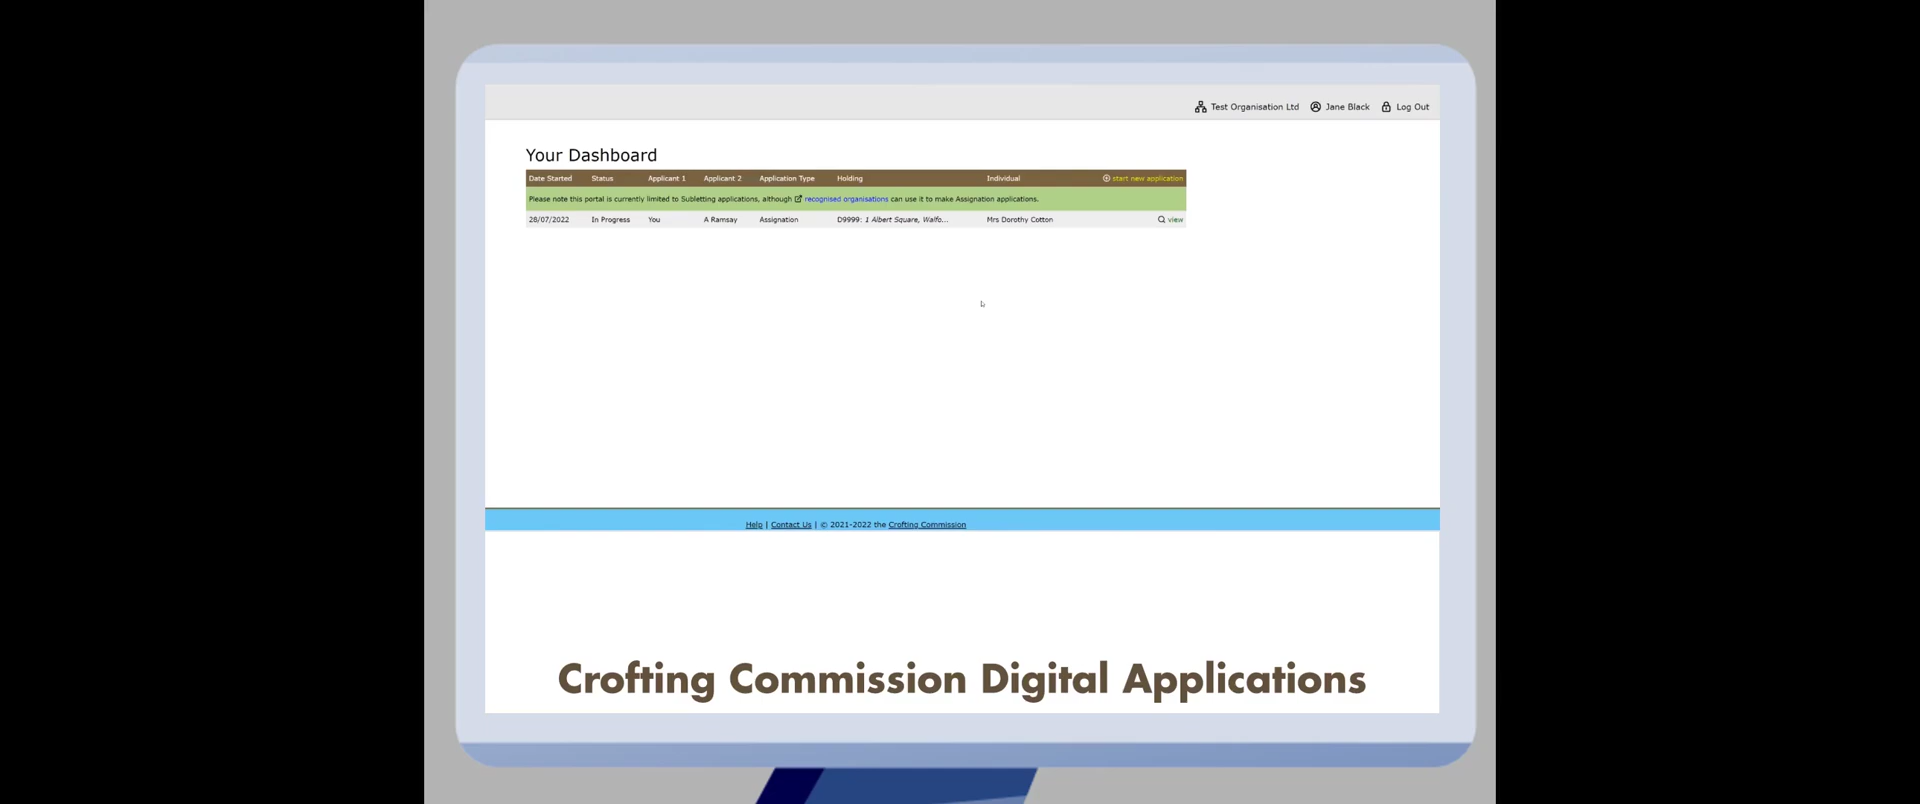 Test Organisation Ltd Jane Black Log Out
Your Dashboard
Date Started Status Applicant 1 Applicant 2 Application Type Holding Individual start new application
Please note this portal is currently limited to Subletting applications, although recognised organisations can use it to make Assignation applications.
28/07/2022 In Progress You A Ramsay Assignation D9999: 1 Albert Square, Walfo... Mrs Dorothy Cotton view
Help | Contact Us | © 2021-2022 the Crofting Commission
Crofting Commission Digital Applications